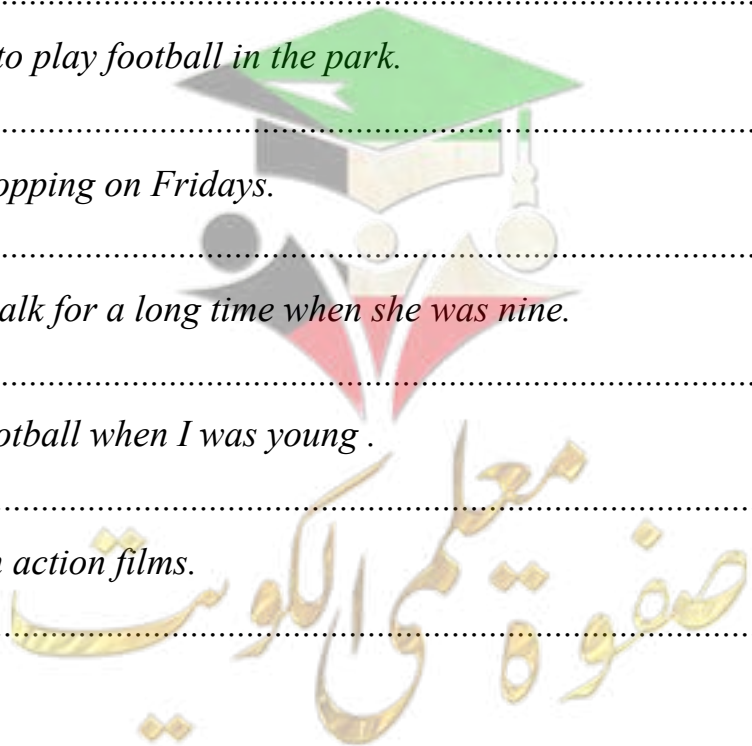 to play football in the park.
opping on Fridays.
alk for a long time when she was nine.
otball when I was young .
n action films.
صفوة معلمى الكويت